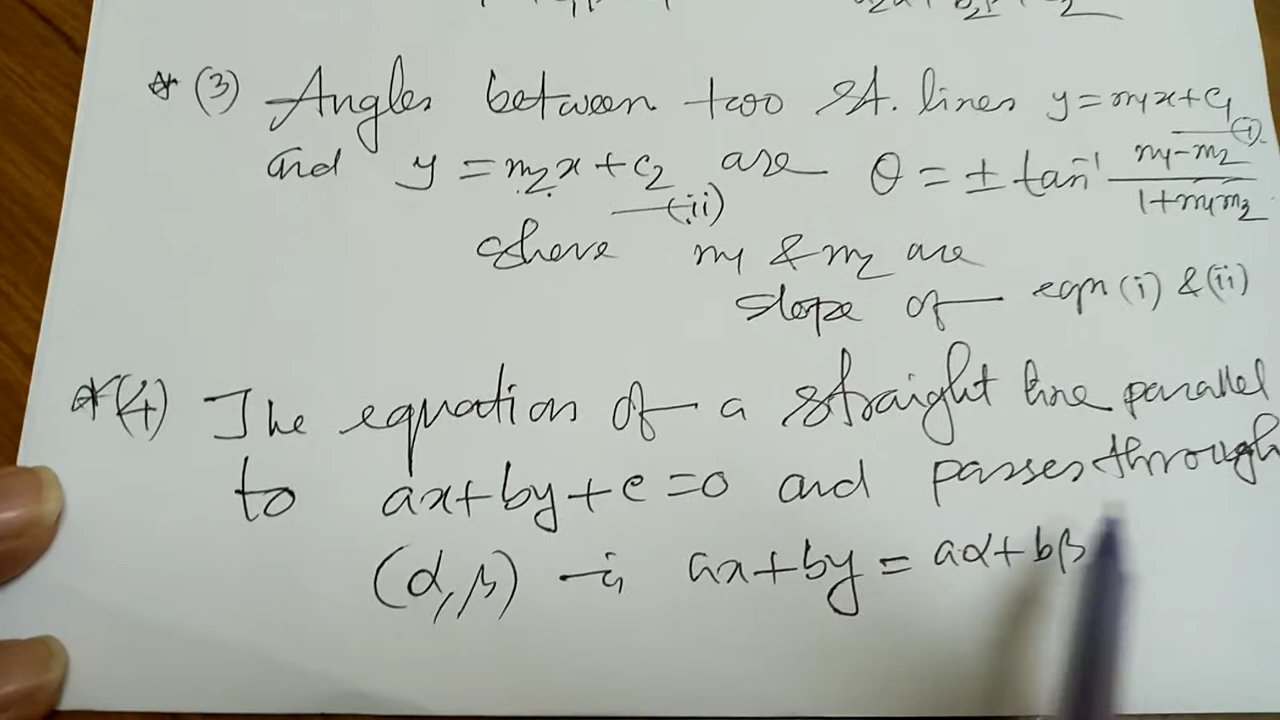 * (3) Angles between two st. lines y = m₁x + c₁ —(i)
and y = m₂x + c₂ —(ii) are θ = ± tan⁻¹ (m₁ - m₂)/(1 + m₁m₂)
where m₁ & m₂ are
slope of eqn (i) & (ii)
* (4) The equation of a straight line parallel
to ax + by + c = 0 and passes through
(α, β) is ax + by = aα + bβ